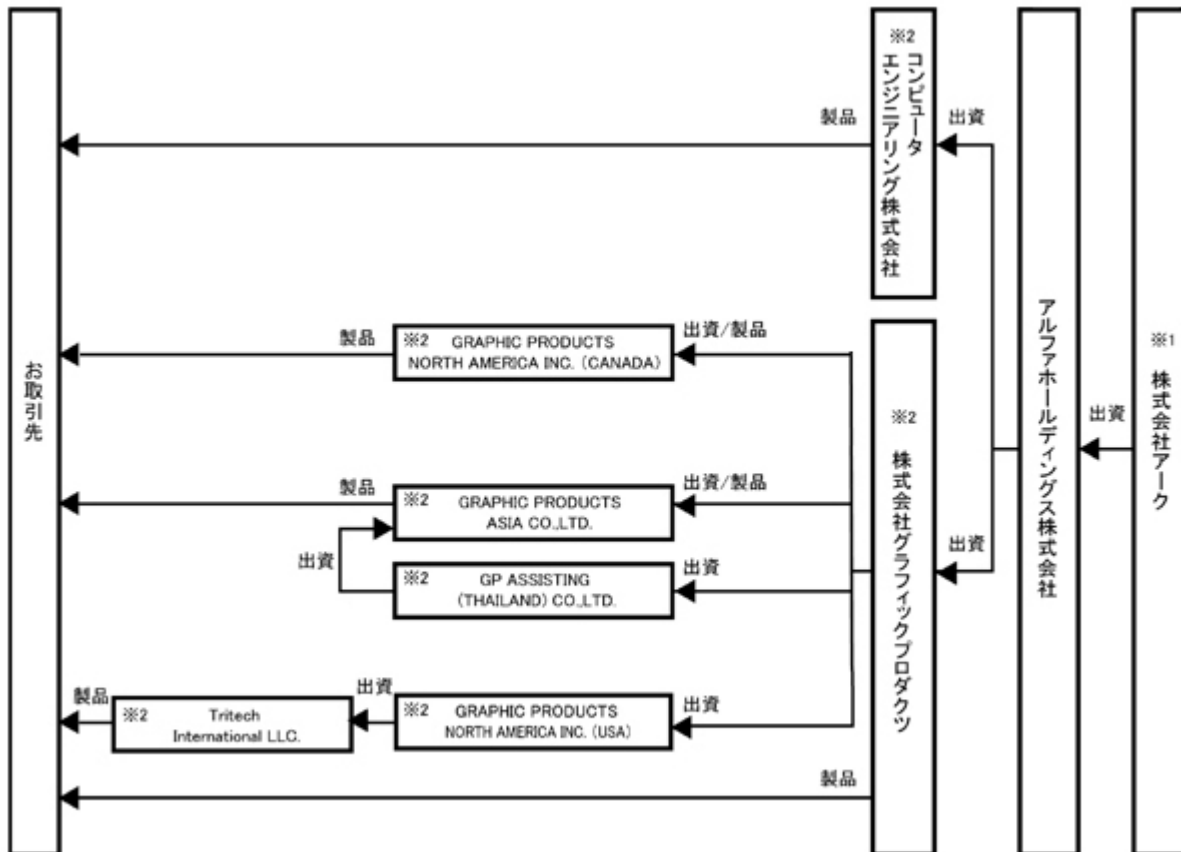 お取引先
製品
※2
コンピュータ
エンジニアリング株式会社
出資
アルファホールディングス株式会社
出資
※1 株式会社アーク
製品
※2 GRAPHIC PRODUCTS
NORTH AMERICA INC. (CANADA)
出資/製品
※2 株式会社グラフィックプロダクツ
出資
製品
※2 GRAPHIC PRODUCTS
ASIA CO.,LTD.
出資/製品
出資
※2 GP ASSISTING
(THAILAND) CO.,LTD.
出資
製品
※2 Tritech
International LLC.
出資
※2 GRAPHIC PRODUCTS
NORTH AMERICA INC. (USA)
出資
製品